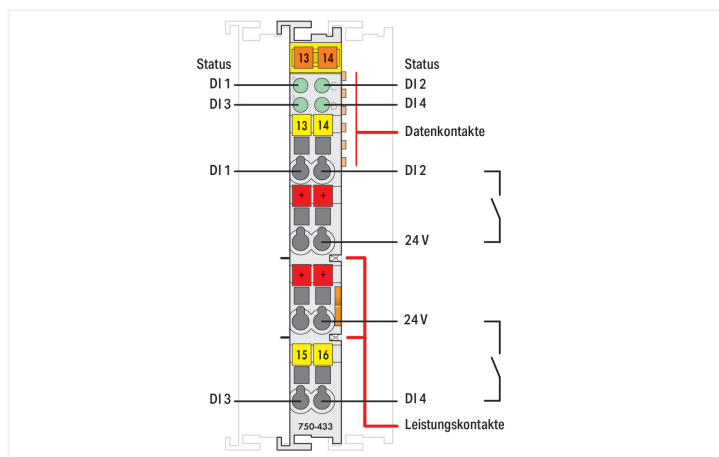 13 14
Status Status
DI 1 DI 2
DI 3 DI 4
13 14
Datenkontakte
DI 1 DI 2
+ +
24 V
+ +
24 V
15 16
DI 3 DI 4
750-433
Leistungskontakte